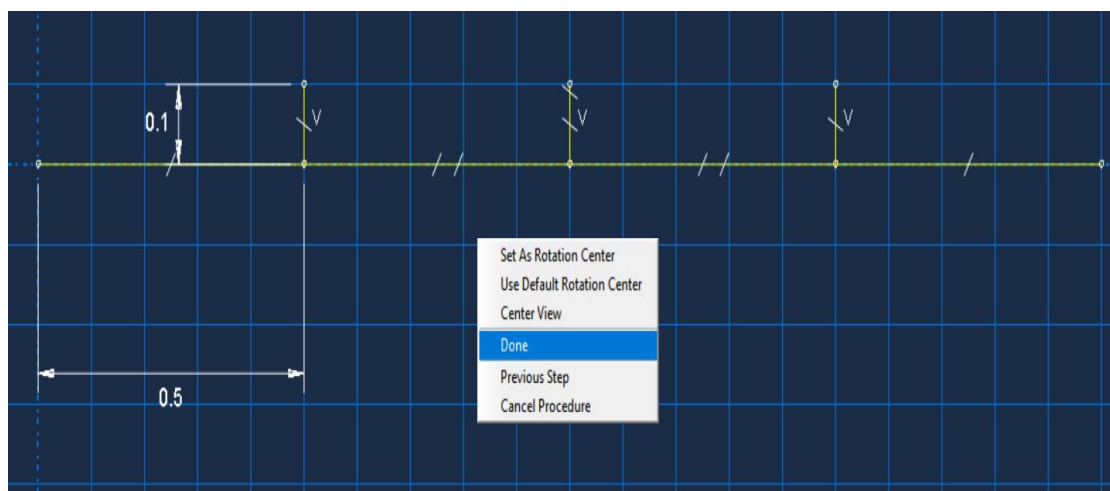 0.1
V
V
V
0.5
Set As Rotation Center
Use Default Rotation Center
Center View
Done
Previous Step
Cancel Procedure